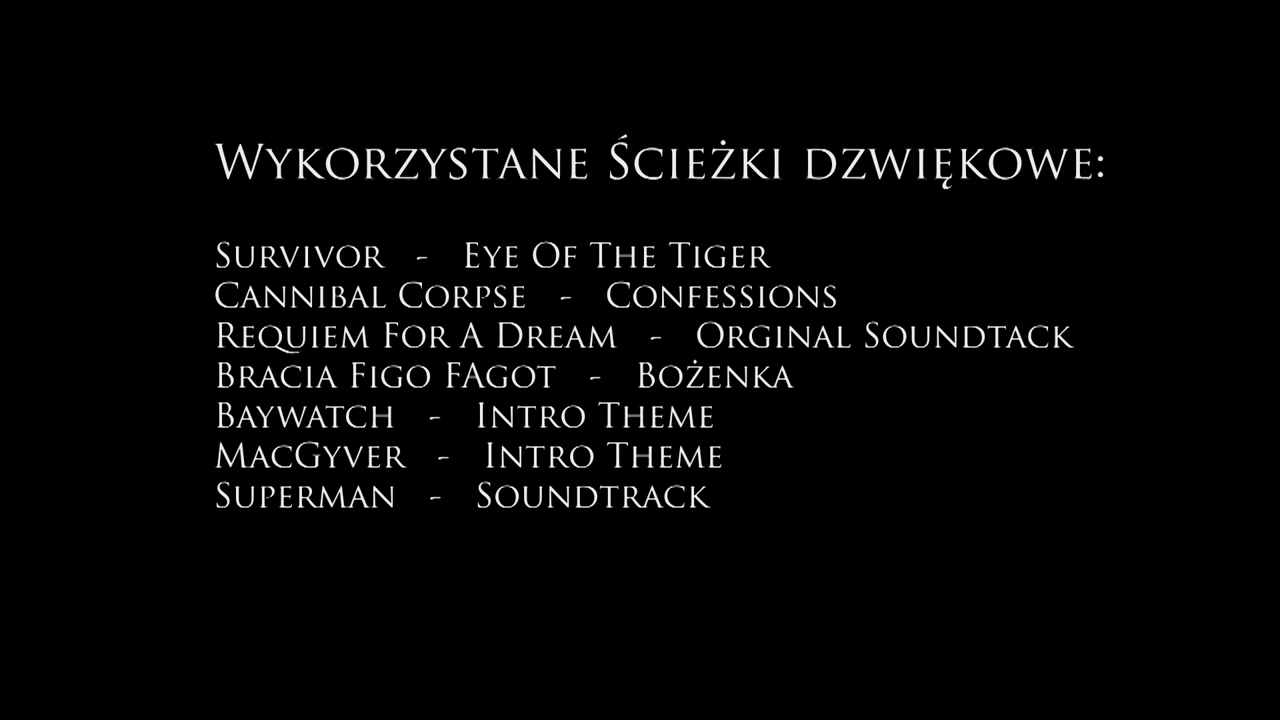 Wykorzystane Ścieżki dzwiękowe:
Survivor - Eye Of The Tiger
Cannibal Corpse - Confessions
Requiem For A Dream - Orginal Soundtack
Bracia Figo FAgot - Bożenka
Baywatch - Intro Theme
MacGyver - Intro Theme
Superman - Soundtrack